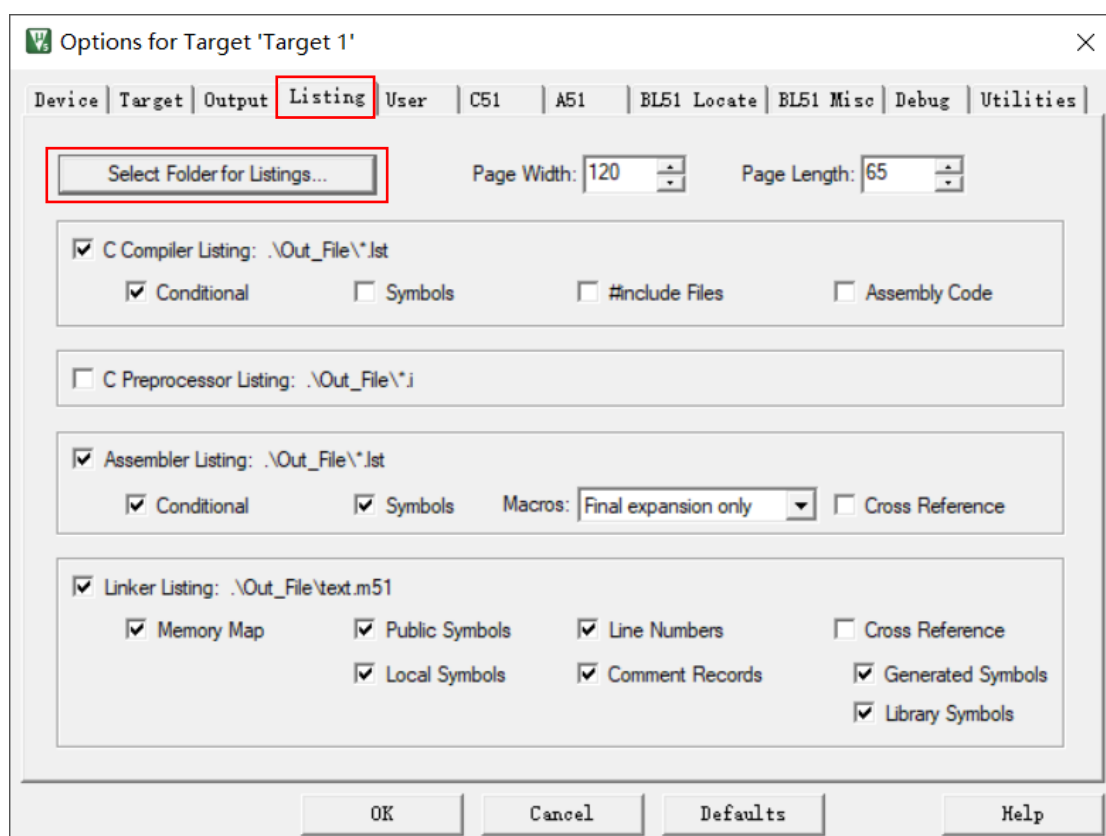 Options for Target 'Target 1'
Device Target Output Listing User C51 A51 BL51 Locate BL51 Misc Debug Utilities
Select Folder for Listings... Page Width: 120 Page Length: 65
C Compiler Listing: .\Out_File\*.lst
Conditional Symbols #include Files Assembly Code
C Preprocessor Listing: .\Out_File\*.i
Assembler Listing: .\Out_File\*.lst
Conditional Symbols Macros: Final expansion only Cross Reference
Linker Listing: .\Out_File\text.m51
Memory Map Public Symbols Line Numbers Cross Reference
Local Symbols Comment Records Generated Symbols
Library Symbols
OK Cancel Defaults Help